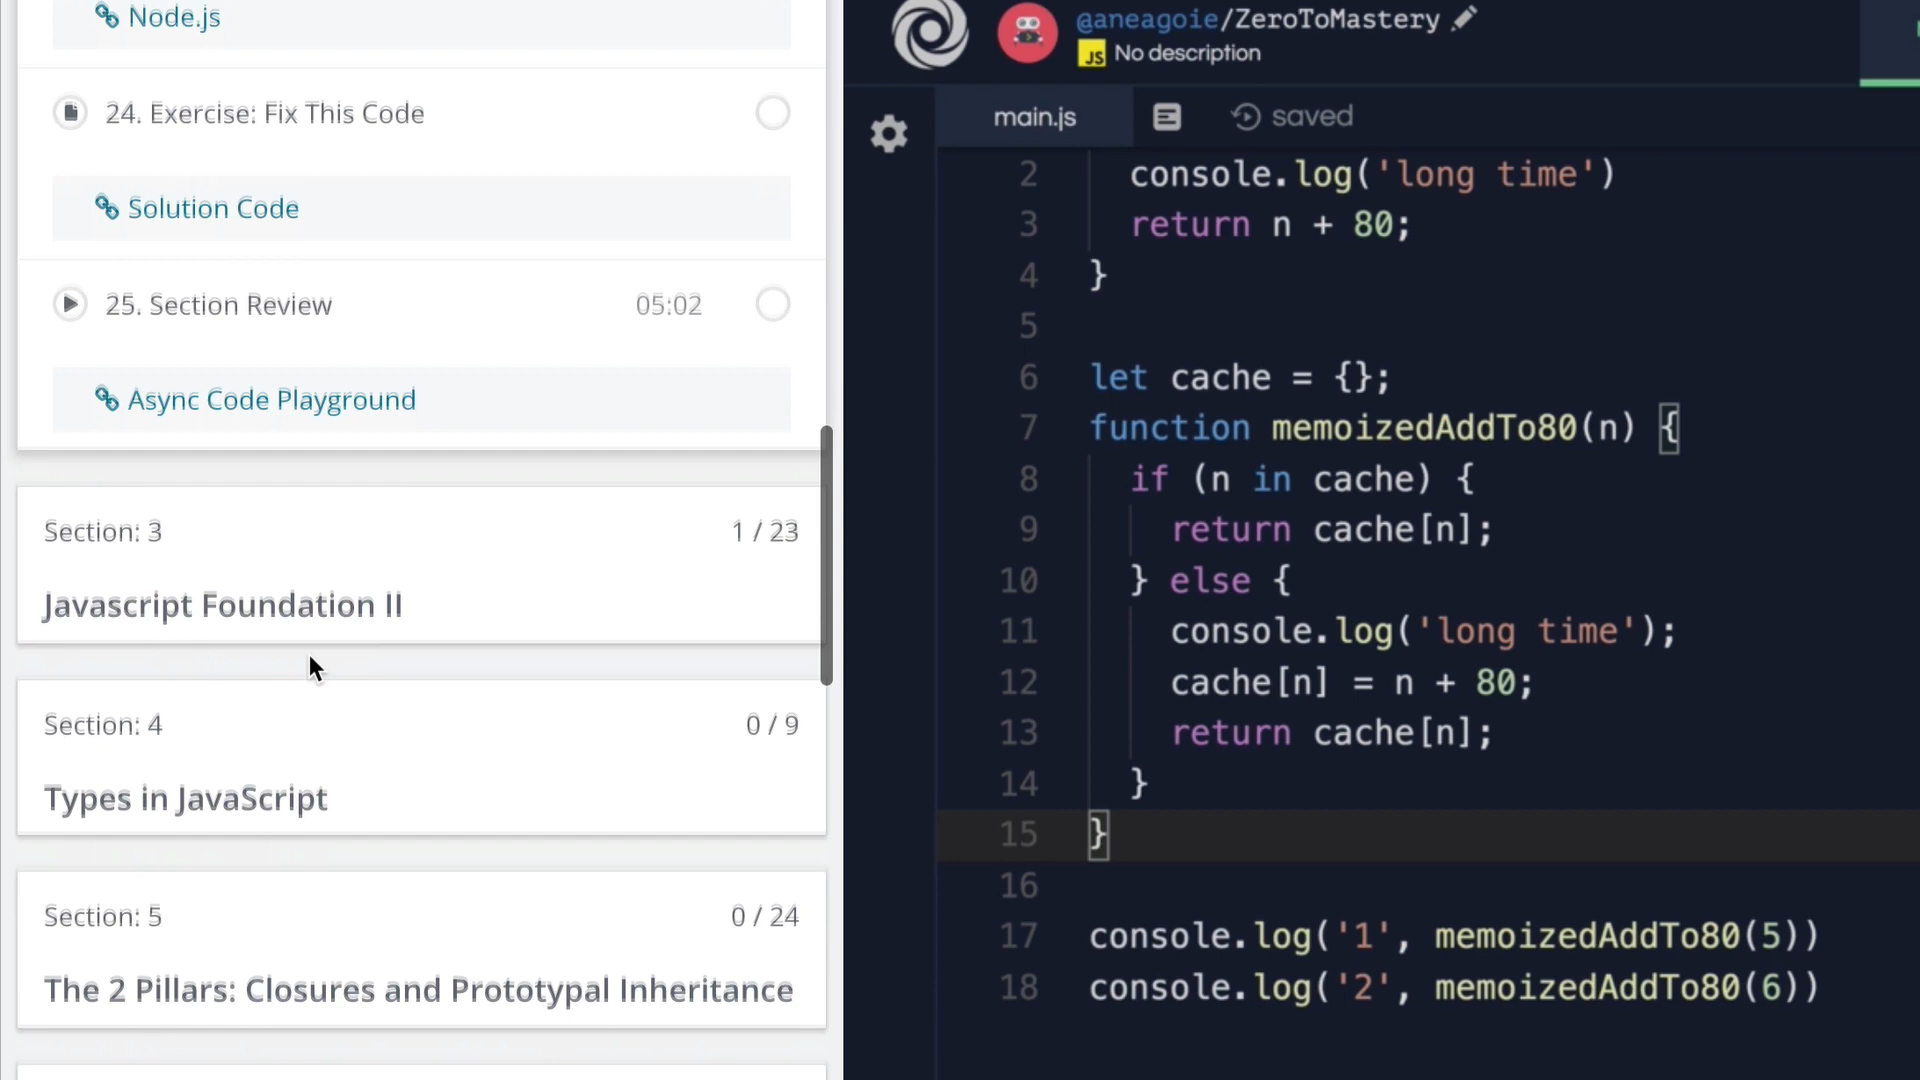 Node.js
24. Exercise: Fix This Code
Solution Code
25. Section Review 05:02
Async Code Playground
Section: 3 1 / 23
Javascript Foundation II
Section: 4 0 / 9
Types in JavaScript
Section: 5 0 / 24
The 2 Pillars: Closures and Prototypal Inheritance
@aneagoie/ZeroToMastery
JS No description
main.js saved
2 console.log('long time')
3 return n + 80;
4 }
5
6 let cache = {};
7 function memoizedAddTo80(n) {
8 if (n in cache) {
9 return cache[n];
10 } else {
11 console.log('long time');
12 cache[n] = n + 80;
13 return cache[n];
14 }
15 }
16
17 console.log('1', memoizedAddTo80(5))
18 console.log('2', memoizedAddTo80(6))